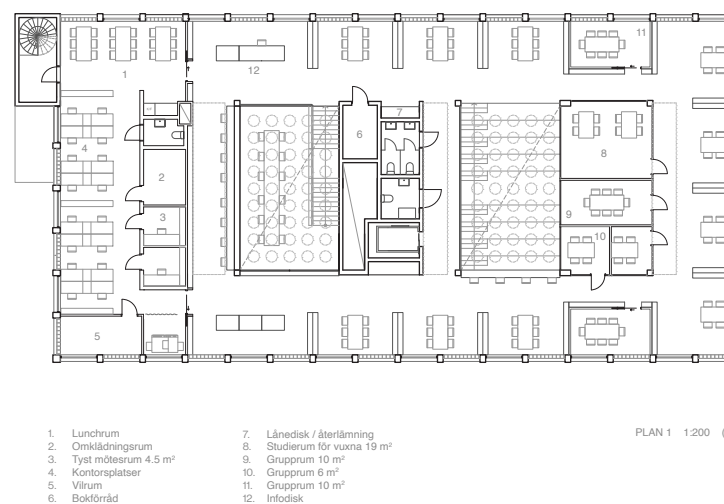 1
12
11
7
6
4
2
8
3
9
10
5
1. Lunchrum
2. Omklädningsrum
3. Tyst mötesrum 4.5 m²
4. Kontorsplatser
5. Vilrum
6. Bokförråd
7. Lånedisk / återlämning
8. Studierum för vuxna 19 m²
9. Grupprum 10 m²
10. Grupprum 6 m²
11. Grupprum 10 m²
12. Infodisk
PLAN 1 1:200 (